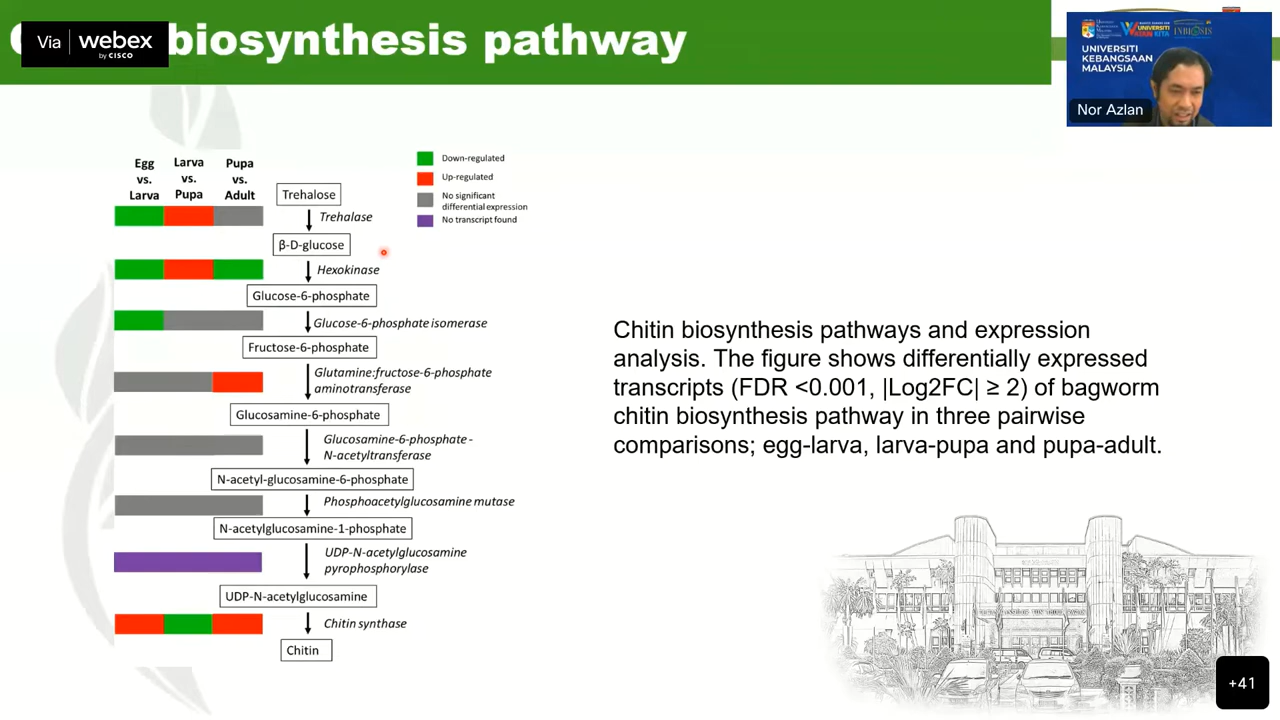 Via webex
by CISCO
biosynthesis pathway
UNIVERSITI
KEBANGSAAN
MALAYSIA
Nor Azlan
Egg
vs.
Larva
Larva
vs.
Pupa
Pupa
vs.
Adult
Down-regulated
Up-regulated
No significant
differential expression
No transcript found
Trehalose
Trehalase
β-D-glucose
Hexokinase
Glucose-6-phosphate
Glucose-6-phosphate isomerase
Fructose-6-phosphate
Glutamine:fructose-6-phosphate
aminotransferase
Glucosamine-6-phosphate
Glucosamine-6-phosphate -
N-acetyltransferase
N-acetyl-glucosamine-6-phosphate
Phosphoacetylglucosamine mutase
N-acetylglucosamine-1-phosphate
UDP-N-acetylglucosamine
pyrophosphorylase
UDP-N-acetylglucosamine
Chitin synthase
Chitin
Chitin biosynthesis pathways and expression
analysis. The figure shows differentially expressed
transcripts (FDR <0.001, |Log2FC| ≥ 2) of bagworm
chitin biosynthesis pathway in three pairwise
comparisons; egg-larva, larva-pupa and pupa-adult.
+41